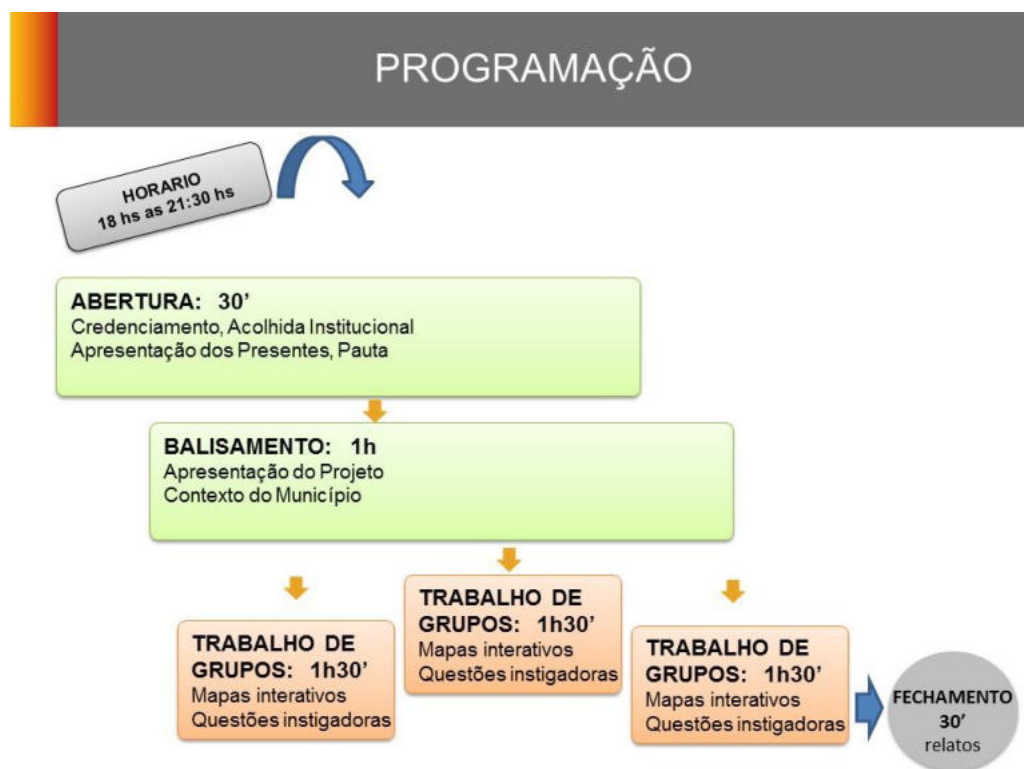 PROGRAMAÇÃO
HORARIO
18 hs as 21:30 hs
ABERTURA: 30’
Credenciamento, Acolhida Institucional
Apresentação dos Presentes, Pauta
BALISAMENTO: 1h
Apresentação do Projeto
Contexto do Município
TRABALHO DE
GRUPOS: 1h30’
Mapas interativos
Questões instigadoras
TRABALHO DE
GRUPOS: 1h30’
Mapas interativos
Questões instigadoras
TRABALHO DE
GRUPOS: 1h30’
Mapas interativos
Questões instigadoras
FECHAMENTO
30’
relatos